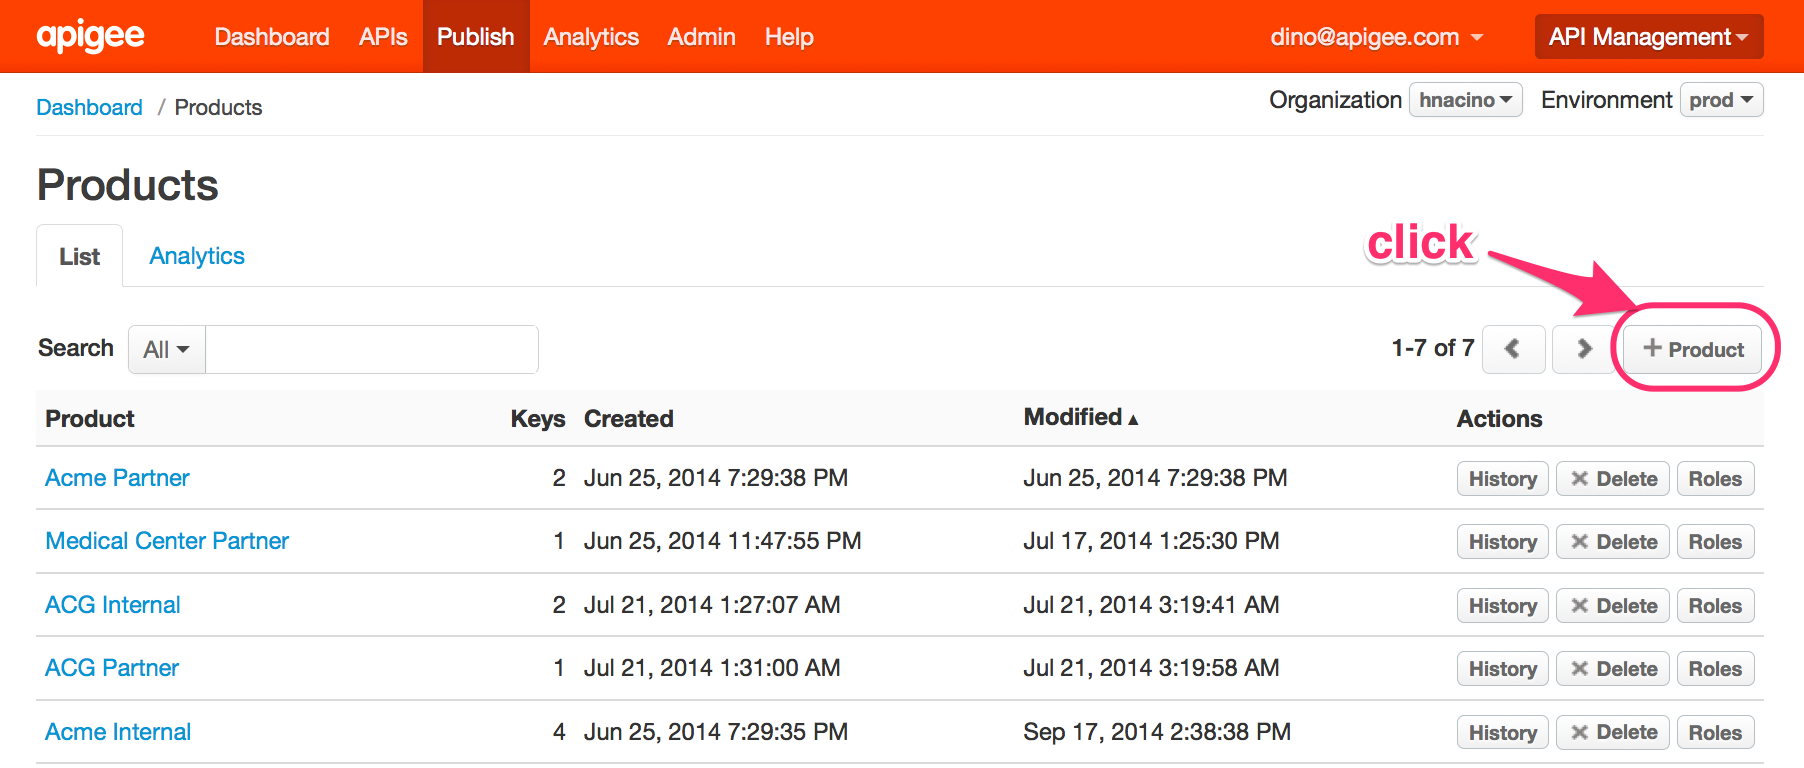 apigee Dashboard APIs Publish Analytics Admin Help dino@apigee.com API Management
Dashboard / Products Organization hnacino Environment prod
Products
List Analytics
click
Search All 1-7 of 7 + Product
Product Keys Created Modified ▲ Actions
Acme Partner 2 Jun 25, 2014 7:29:38 PM Jun 25, 2014 7:29:38 PM History Delete Roles
Medical Center Partner 1 Jun 25, 2014 11:47:55 PM Jul 17, 2014 1:25:30 PM History Delete Roles
ACG Internal 2 Jul 21, 2014 1:27:07 AM Jul 21, 2014 3:19:41 AM History Delete Roles
ACG Partner 1 Jul 21, 2014 1:31:00 AM Jul 21, 2014 3:19:58 AM History Delete Roles
Acme Internal 4 Jun 25, 2014 7:29:35 PM Sep 17, 2014 2:38:38 PM History Delete Roles